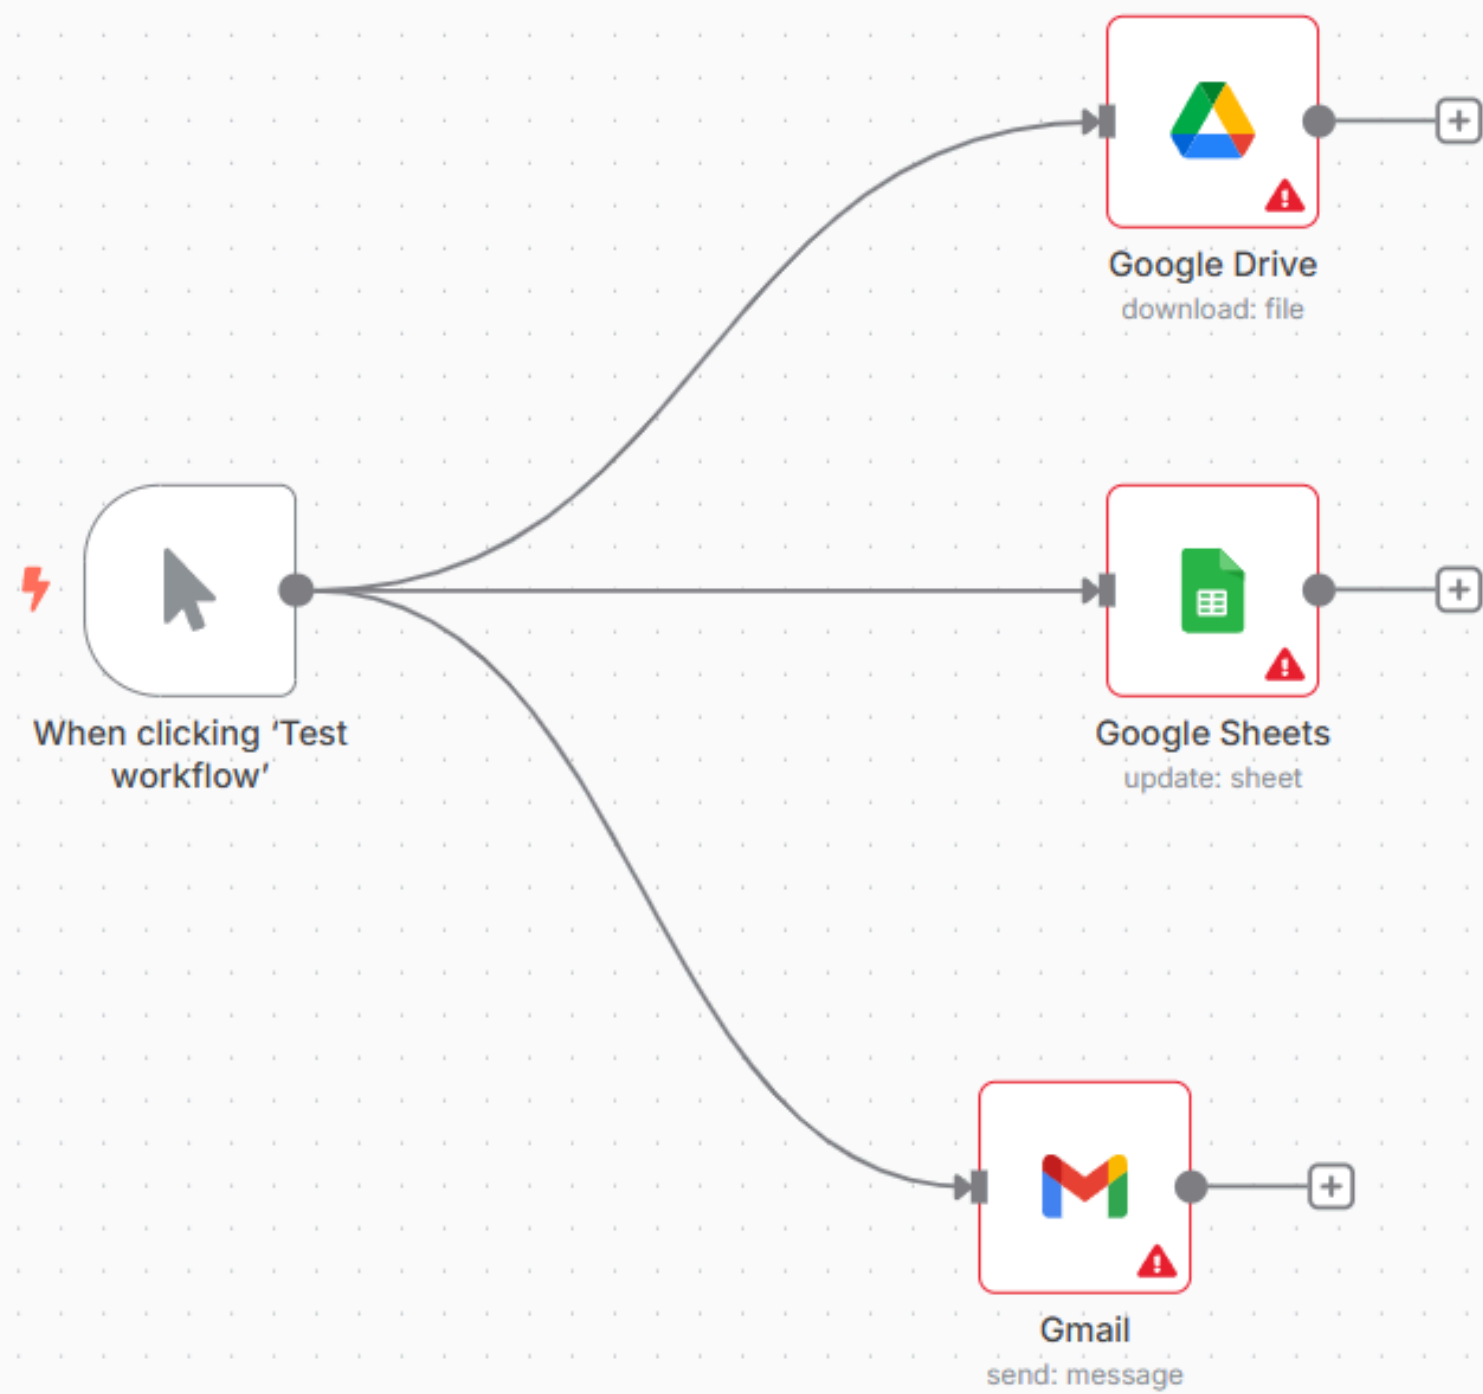 Google Drive
download: file
When clicking ‘Test
workflow’
Google Sheets
update: sheet
Gmail
send: message